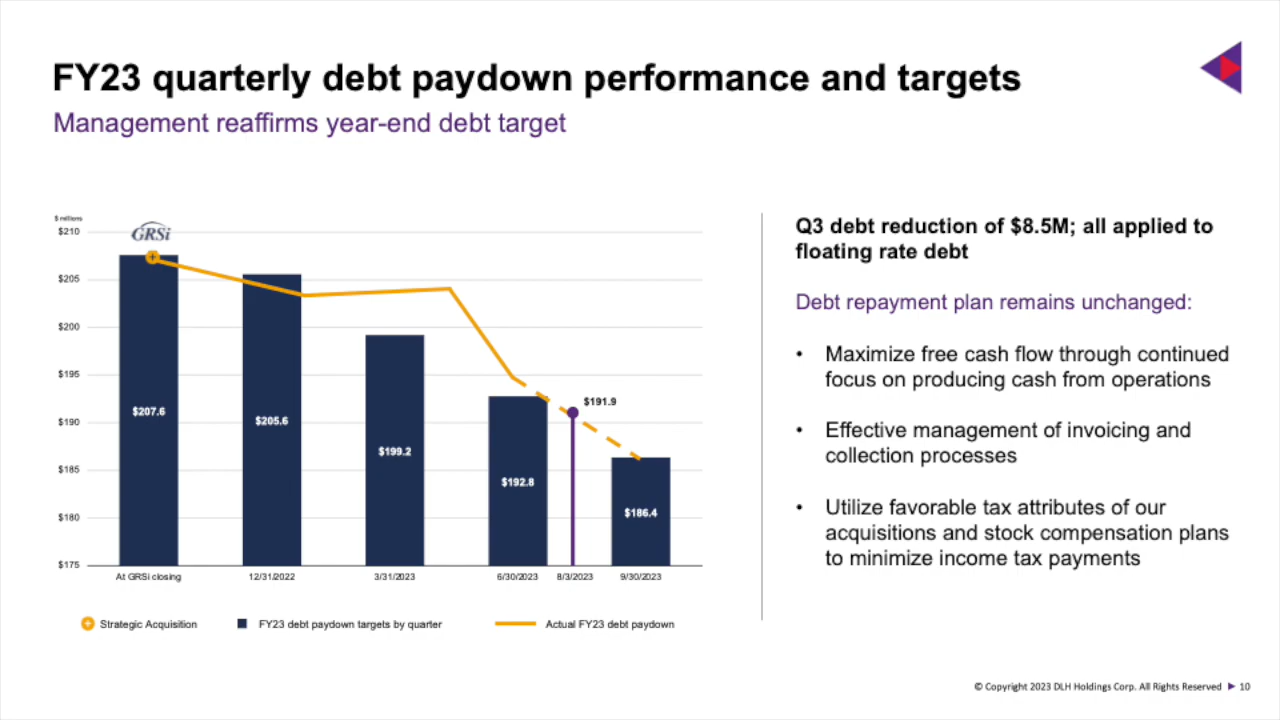 FY23 quarterly debt paydown performance and targets
Management reaffirms year-end debt target
$ millions
$210
$205
$200
$195
$190
$185
$180
$175
GRSi
$207.6
$205.6
$199.2
$192.8
$191.9
$186.4
At GRSi closing
12/31/2022
3/31/2023
6/30/2023
8/3/2023
9/30/2023
Strategic Acquisition
FY23 debt paydown targets by quarter
Actual FY23 debt paydown
Q3 debt reduction of $8.5M; all applied to
floating rate debt
Debt repayment plan remains unchanged:
• Maximize free cash flow through continued
focus on producing cash from operations
• Effective management of invoicing and
collection processes
• Utilize favorable tax attributes of our
acquisitions and stock compensation plans
to minimize income tax payments
© Copyright 2023 DLH Holdings Corp. All Rights Reserved ▶ 10